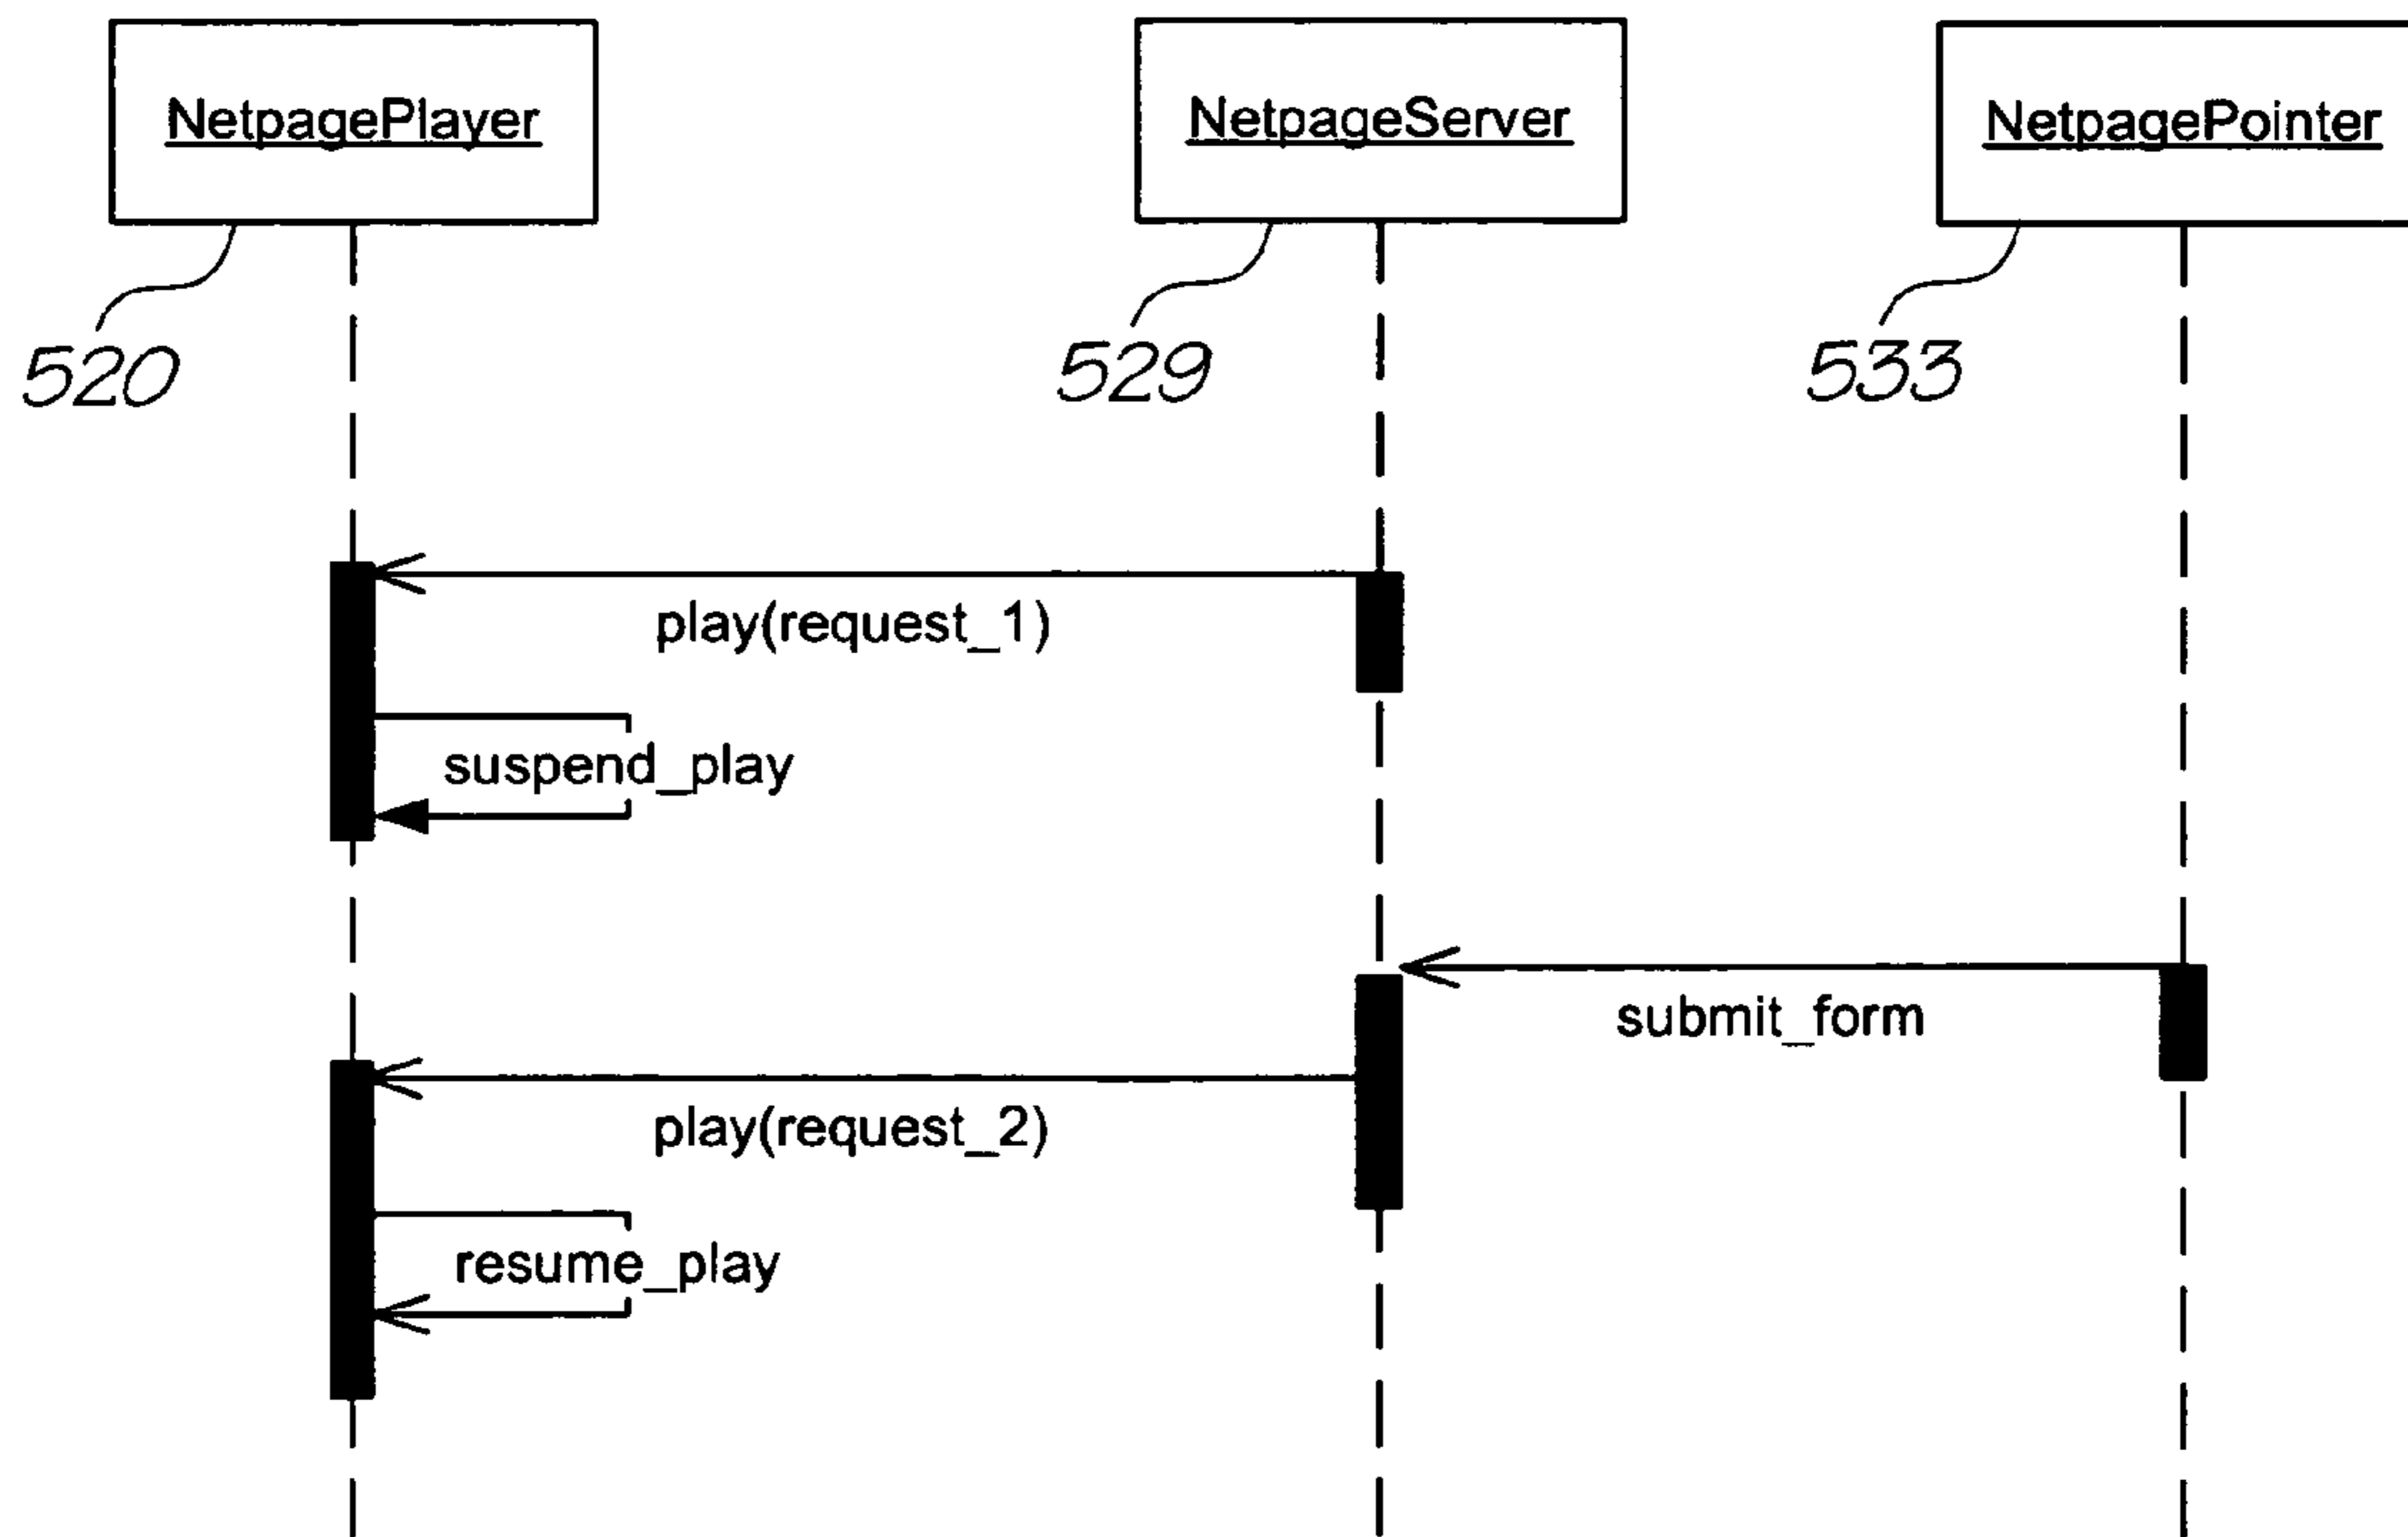 NetpagePlayer
NetpageServer
NetpagePointer
520
529
533
play(request_1)
suspend_play
submit_form
play(request_2)
resume_play